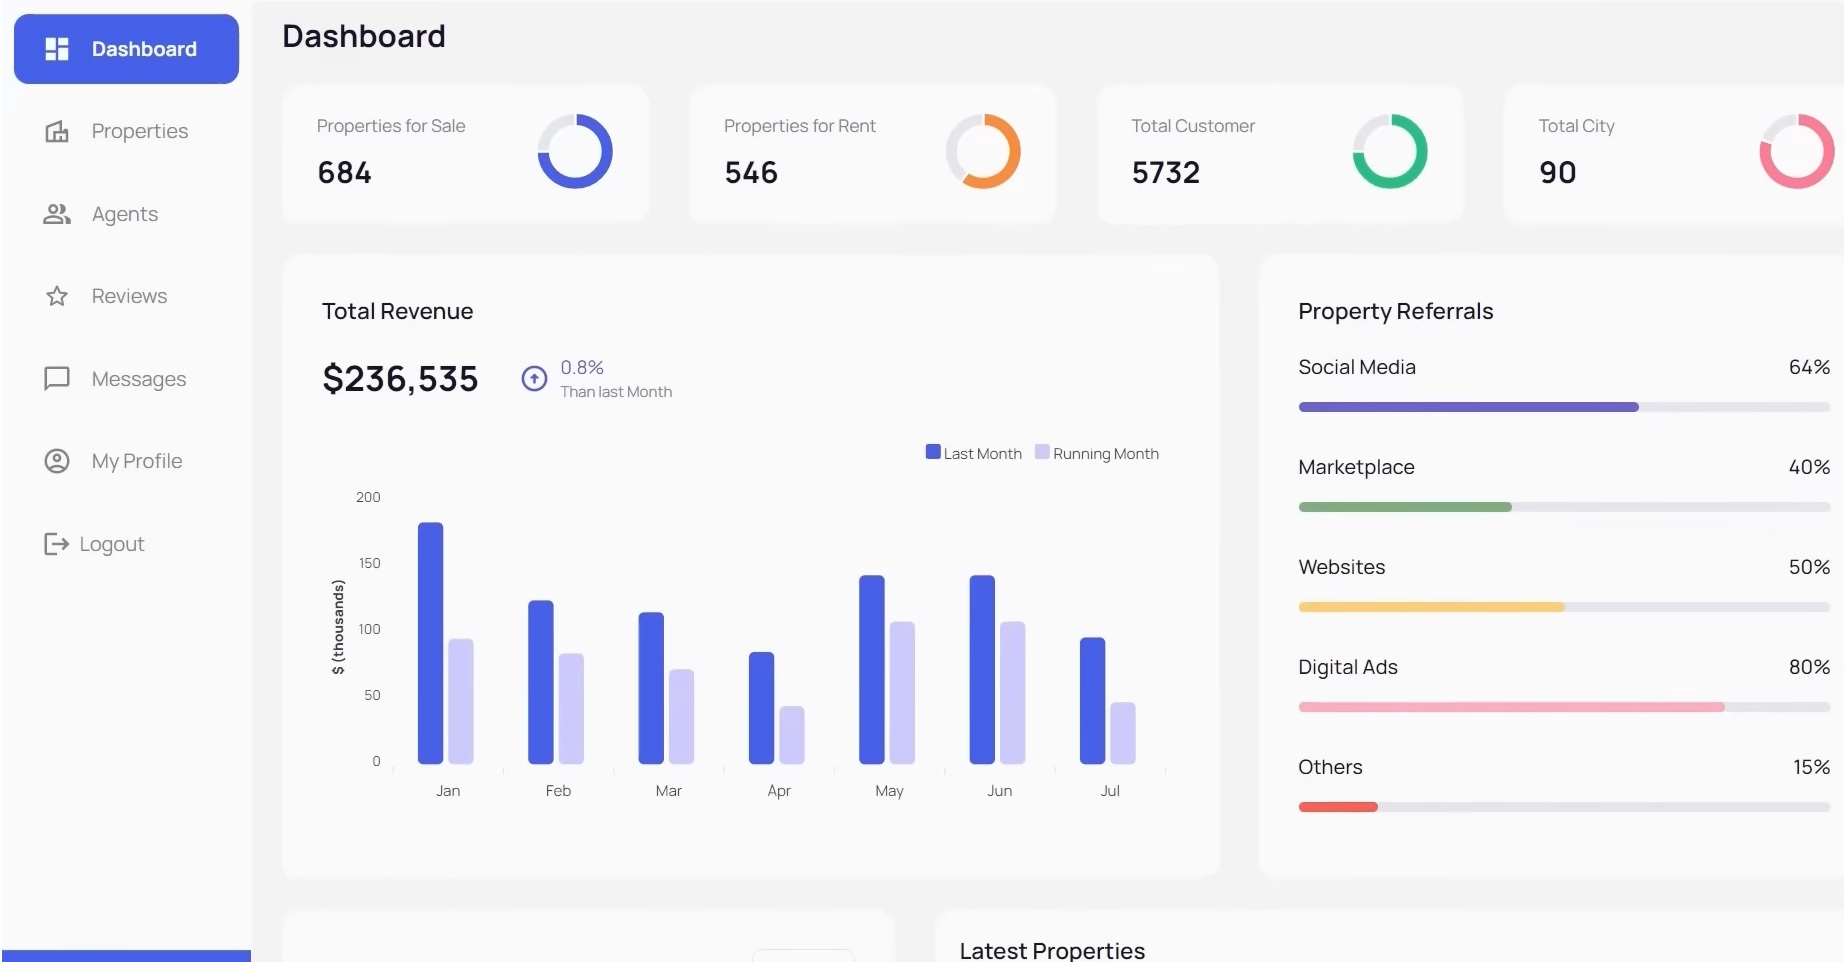 Dashboard
Properties
Agents
Reviews
Messages
My Profile
Logout
Dashboard
Properties for Sale
684
Properties for Rent
546
Total Customer
5732
Total City
90
Total Revenue
$236,535
0.8%
Than last Month
Last Month
Running Month
200
150
100
50
0
$ (thousands)
Jan
Feb
Mar
Apr
May
Jun
Jul
Property Referrals
Social Media
64%
Marketplace
40%
Websites
50%
Digital Ads
80%
Others
15%
Latest Properties